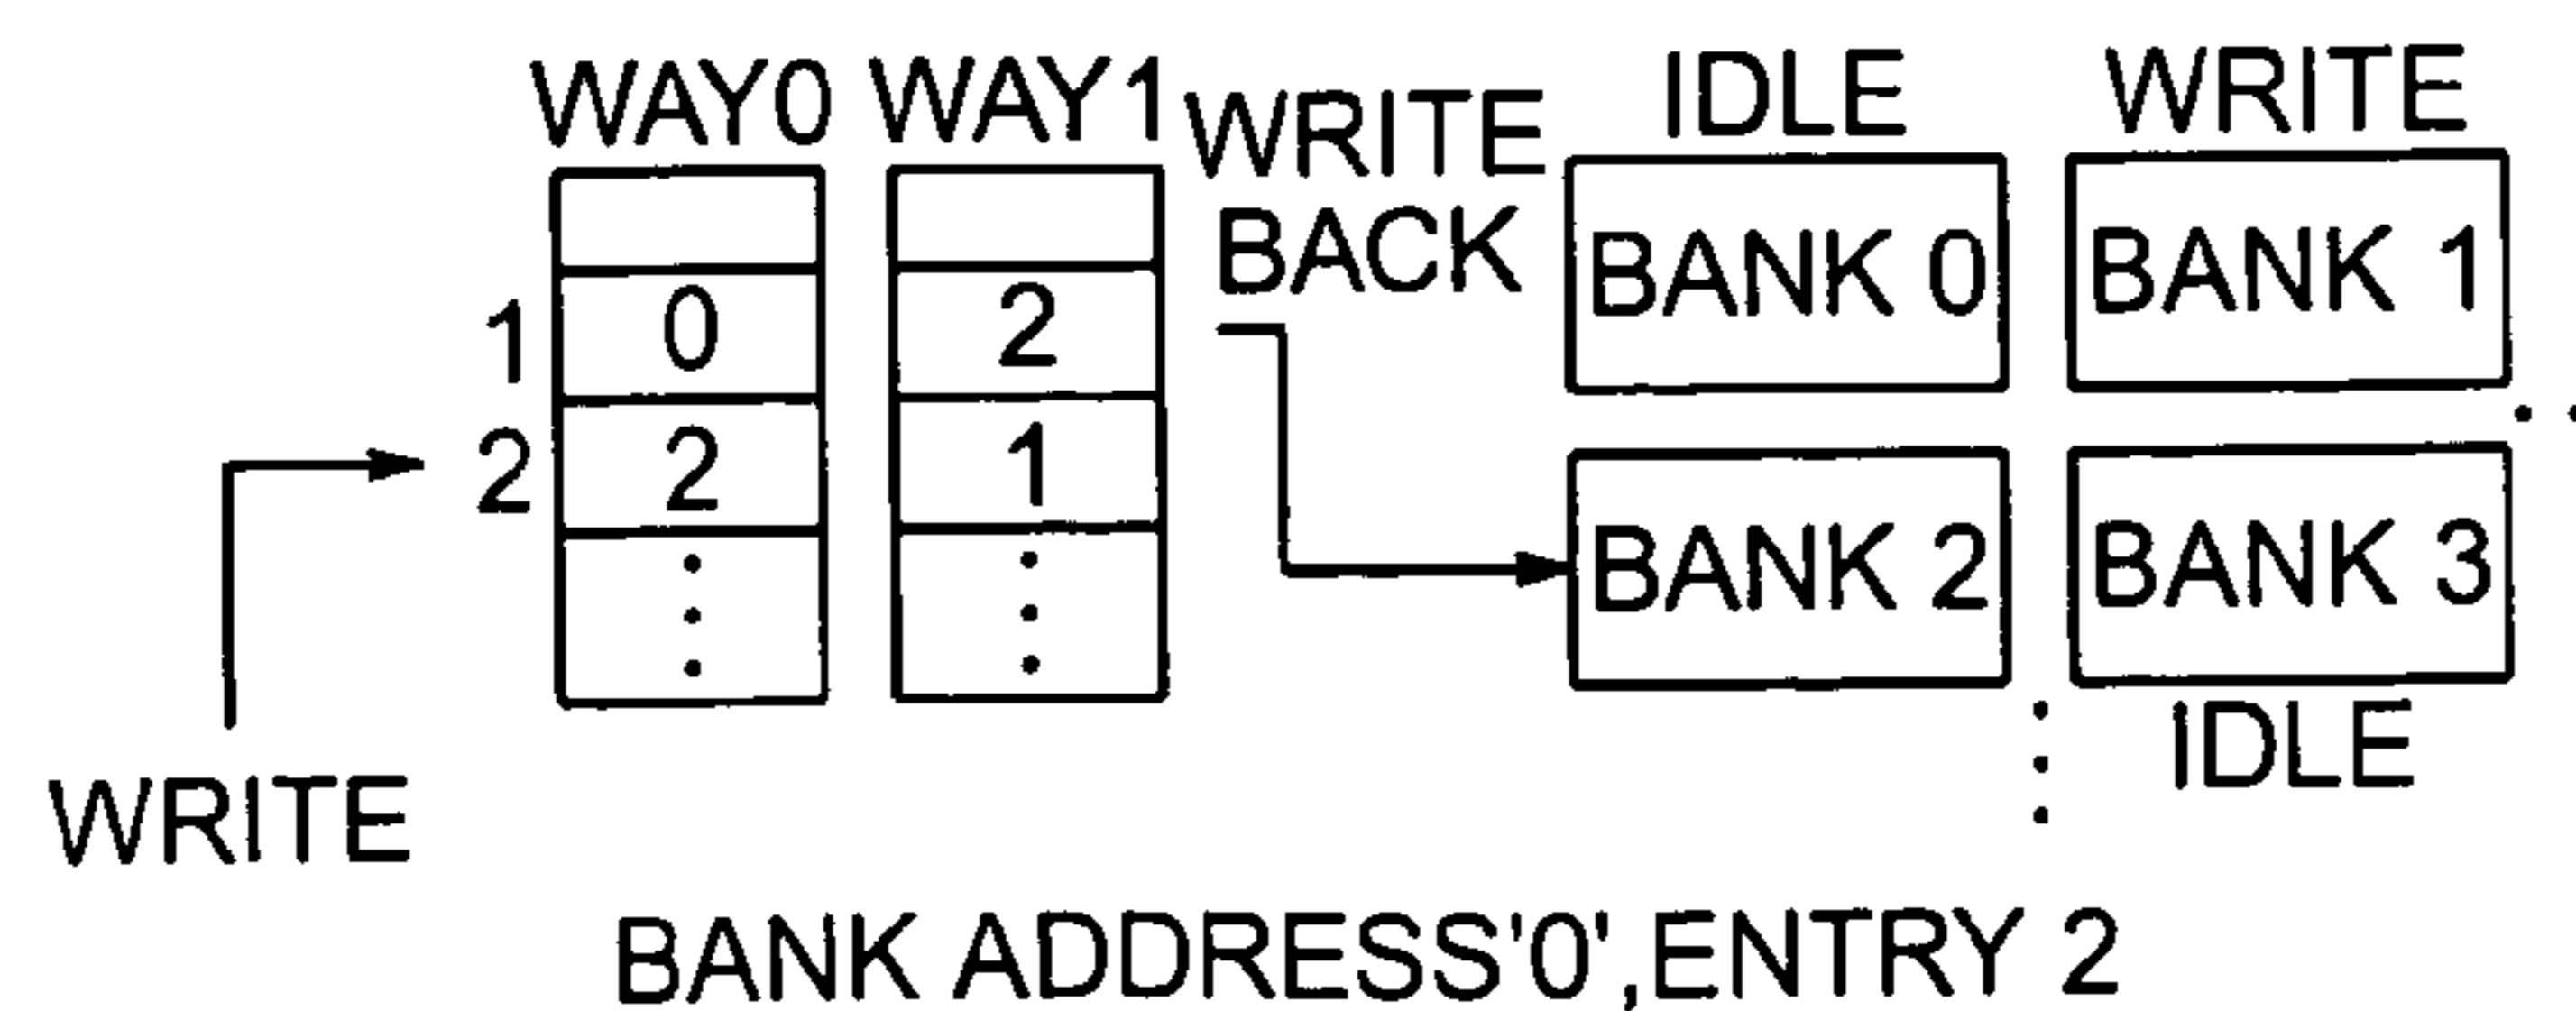 WAY0 WAY1 WRITE BACK IDLE WRITE
BANK 0 BANK 1
1 0 2
2 2 1
BANK 2 BANK 3
IDLE
WRITE
BANK ADDRESS'0',ENTRY 2